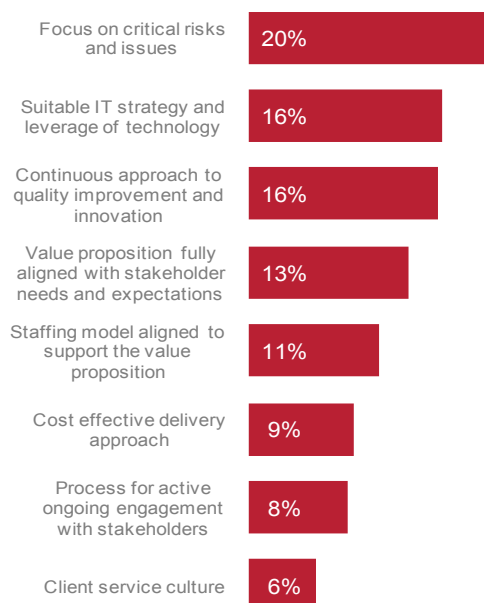 Focus on critical risks
and issues
20%
Suitable IT strategy and
leverage of technology
16%
Continuous approach to
quality improvement and
innovation
16%
Value proposition fully
aligned with stakeholder
needs and expectations
13%
Staffing model aligned to
support the value
proposition
11%
Cost effective delivery
approach
9%
Process for active
ongoing engagement
with stakeholders
8%
Client service culture
6%